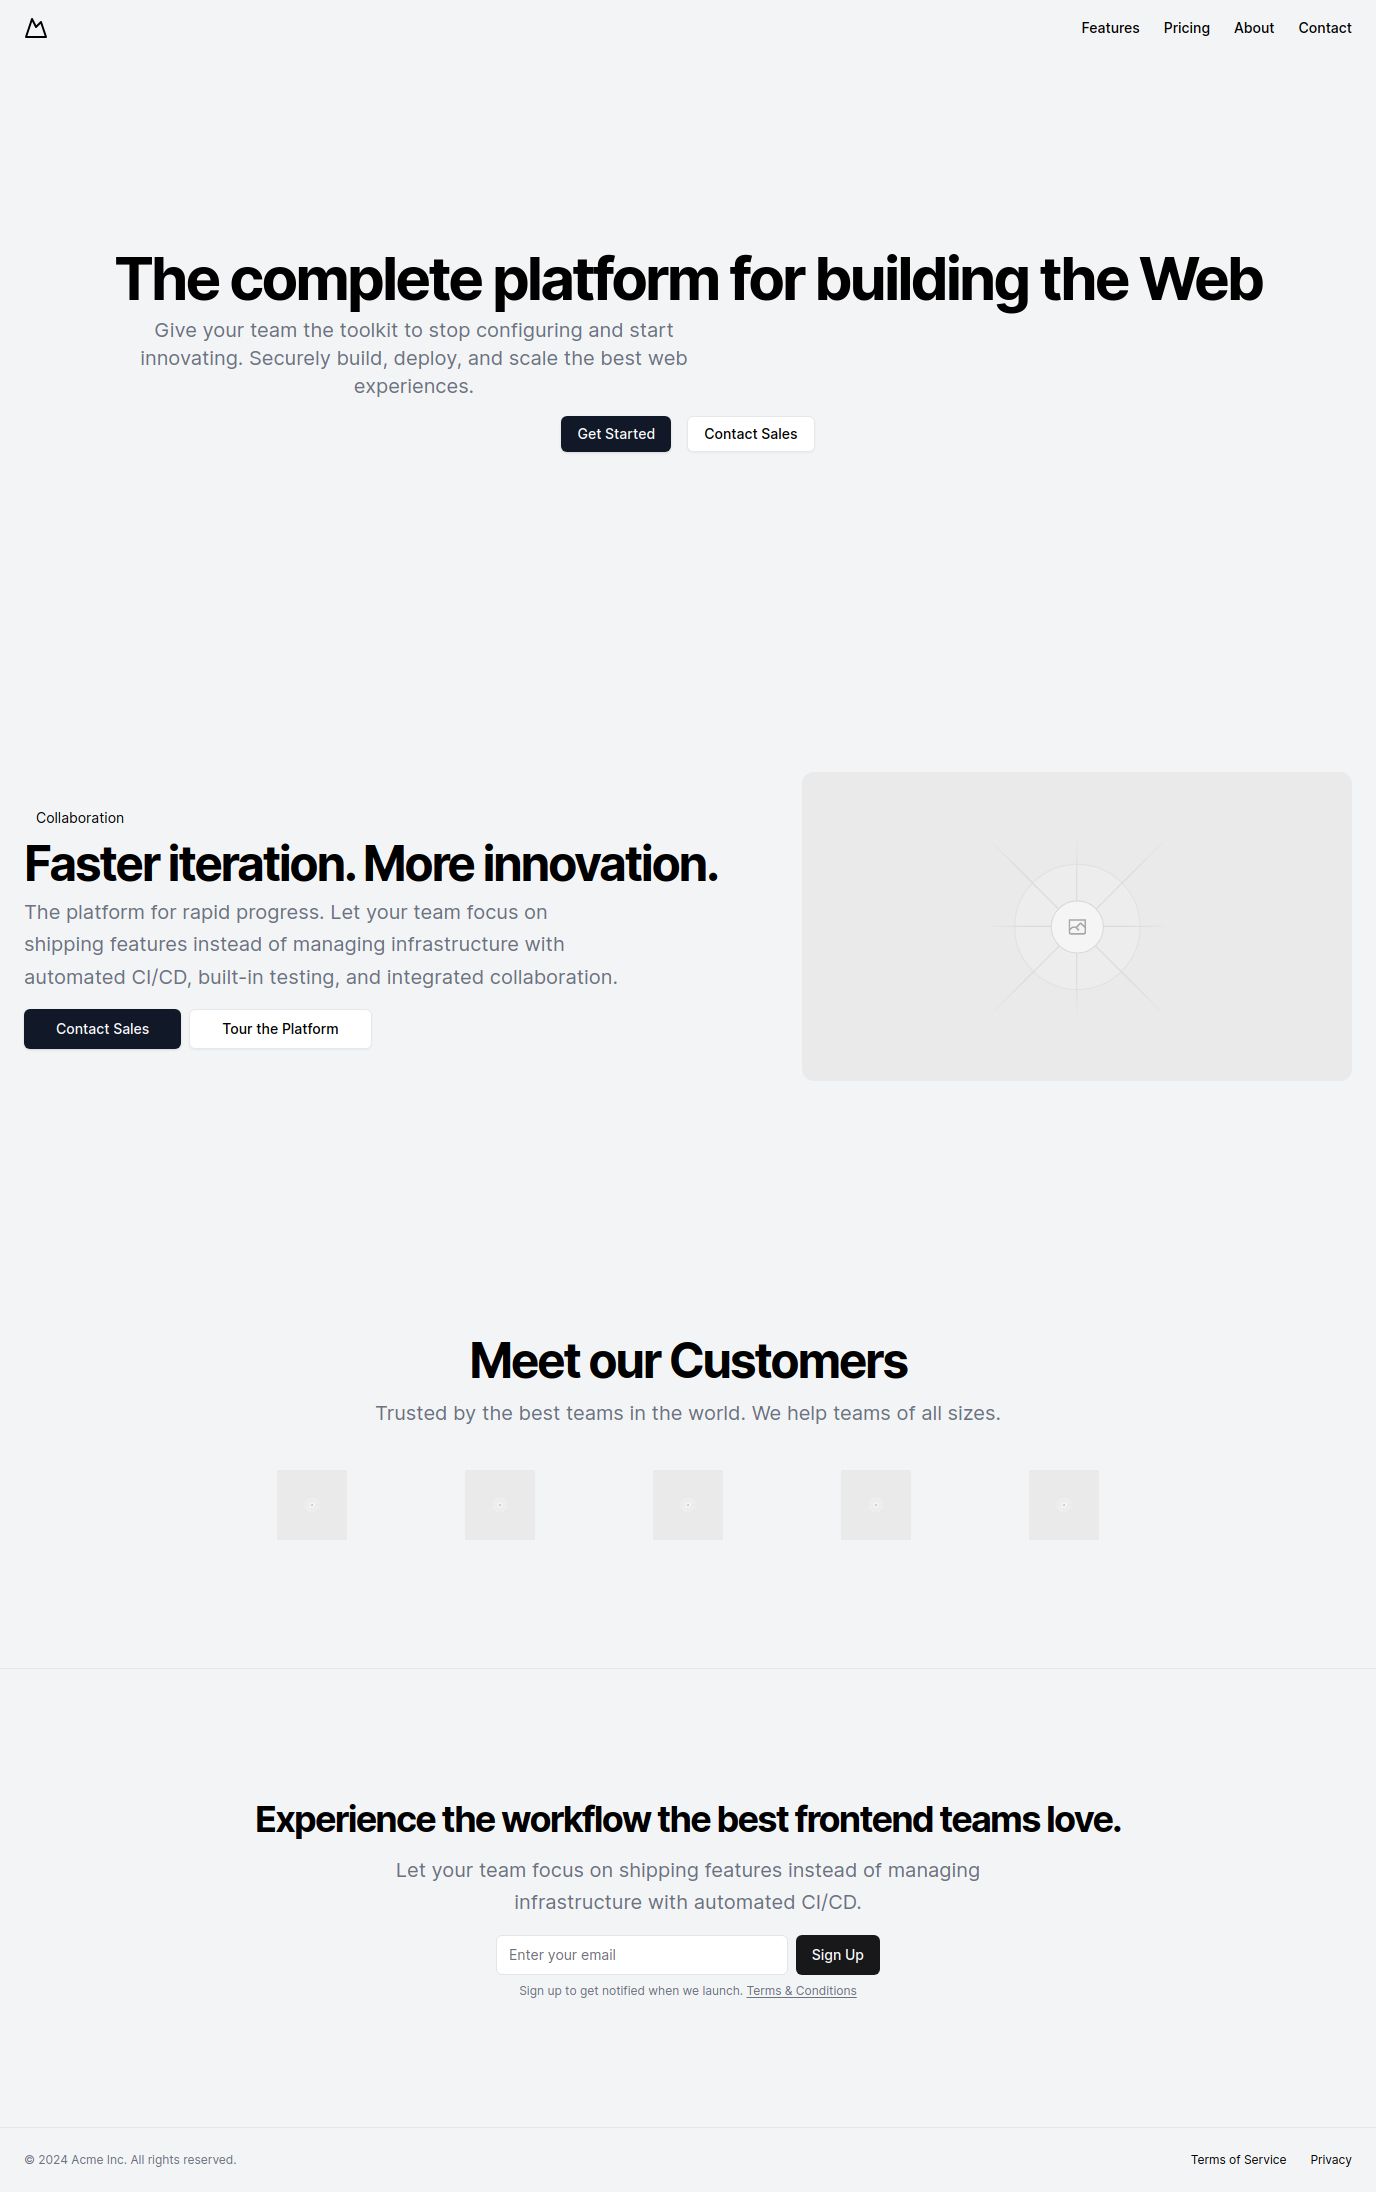 Features Pricing About Contact
The complete platform for building the Web
Give your team the toolkit to stop configuring and start
innovating. Securely build, deploy, and scale the best web
experiences.
Get Started Contact Sales
Collaboration
Faster iteration. More innovation.
The platform for rapid progress. Let your team focus on
shipping features instead of managing infrastructure with
automated CI/CD, built-in testing, and integrated collaboration.
Contact Sales Tour the Platform
Meet our Customers
Trusted by the best teams in the world. We help teams of all sizes.
Experience the workflow the best frontend teams love.
Let your team focus on shipping features instead of managing
infrastructure with automated CI/CD.
Enter your email Sign Up
Sign up to get notified when we launch. Terms & Conditions
© 2024 Acme Inc. All rights reserved. Terms of Service Privacy